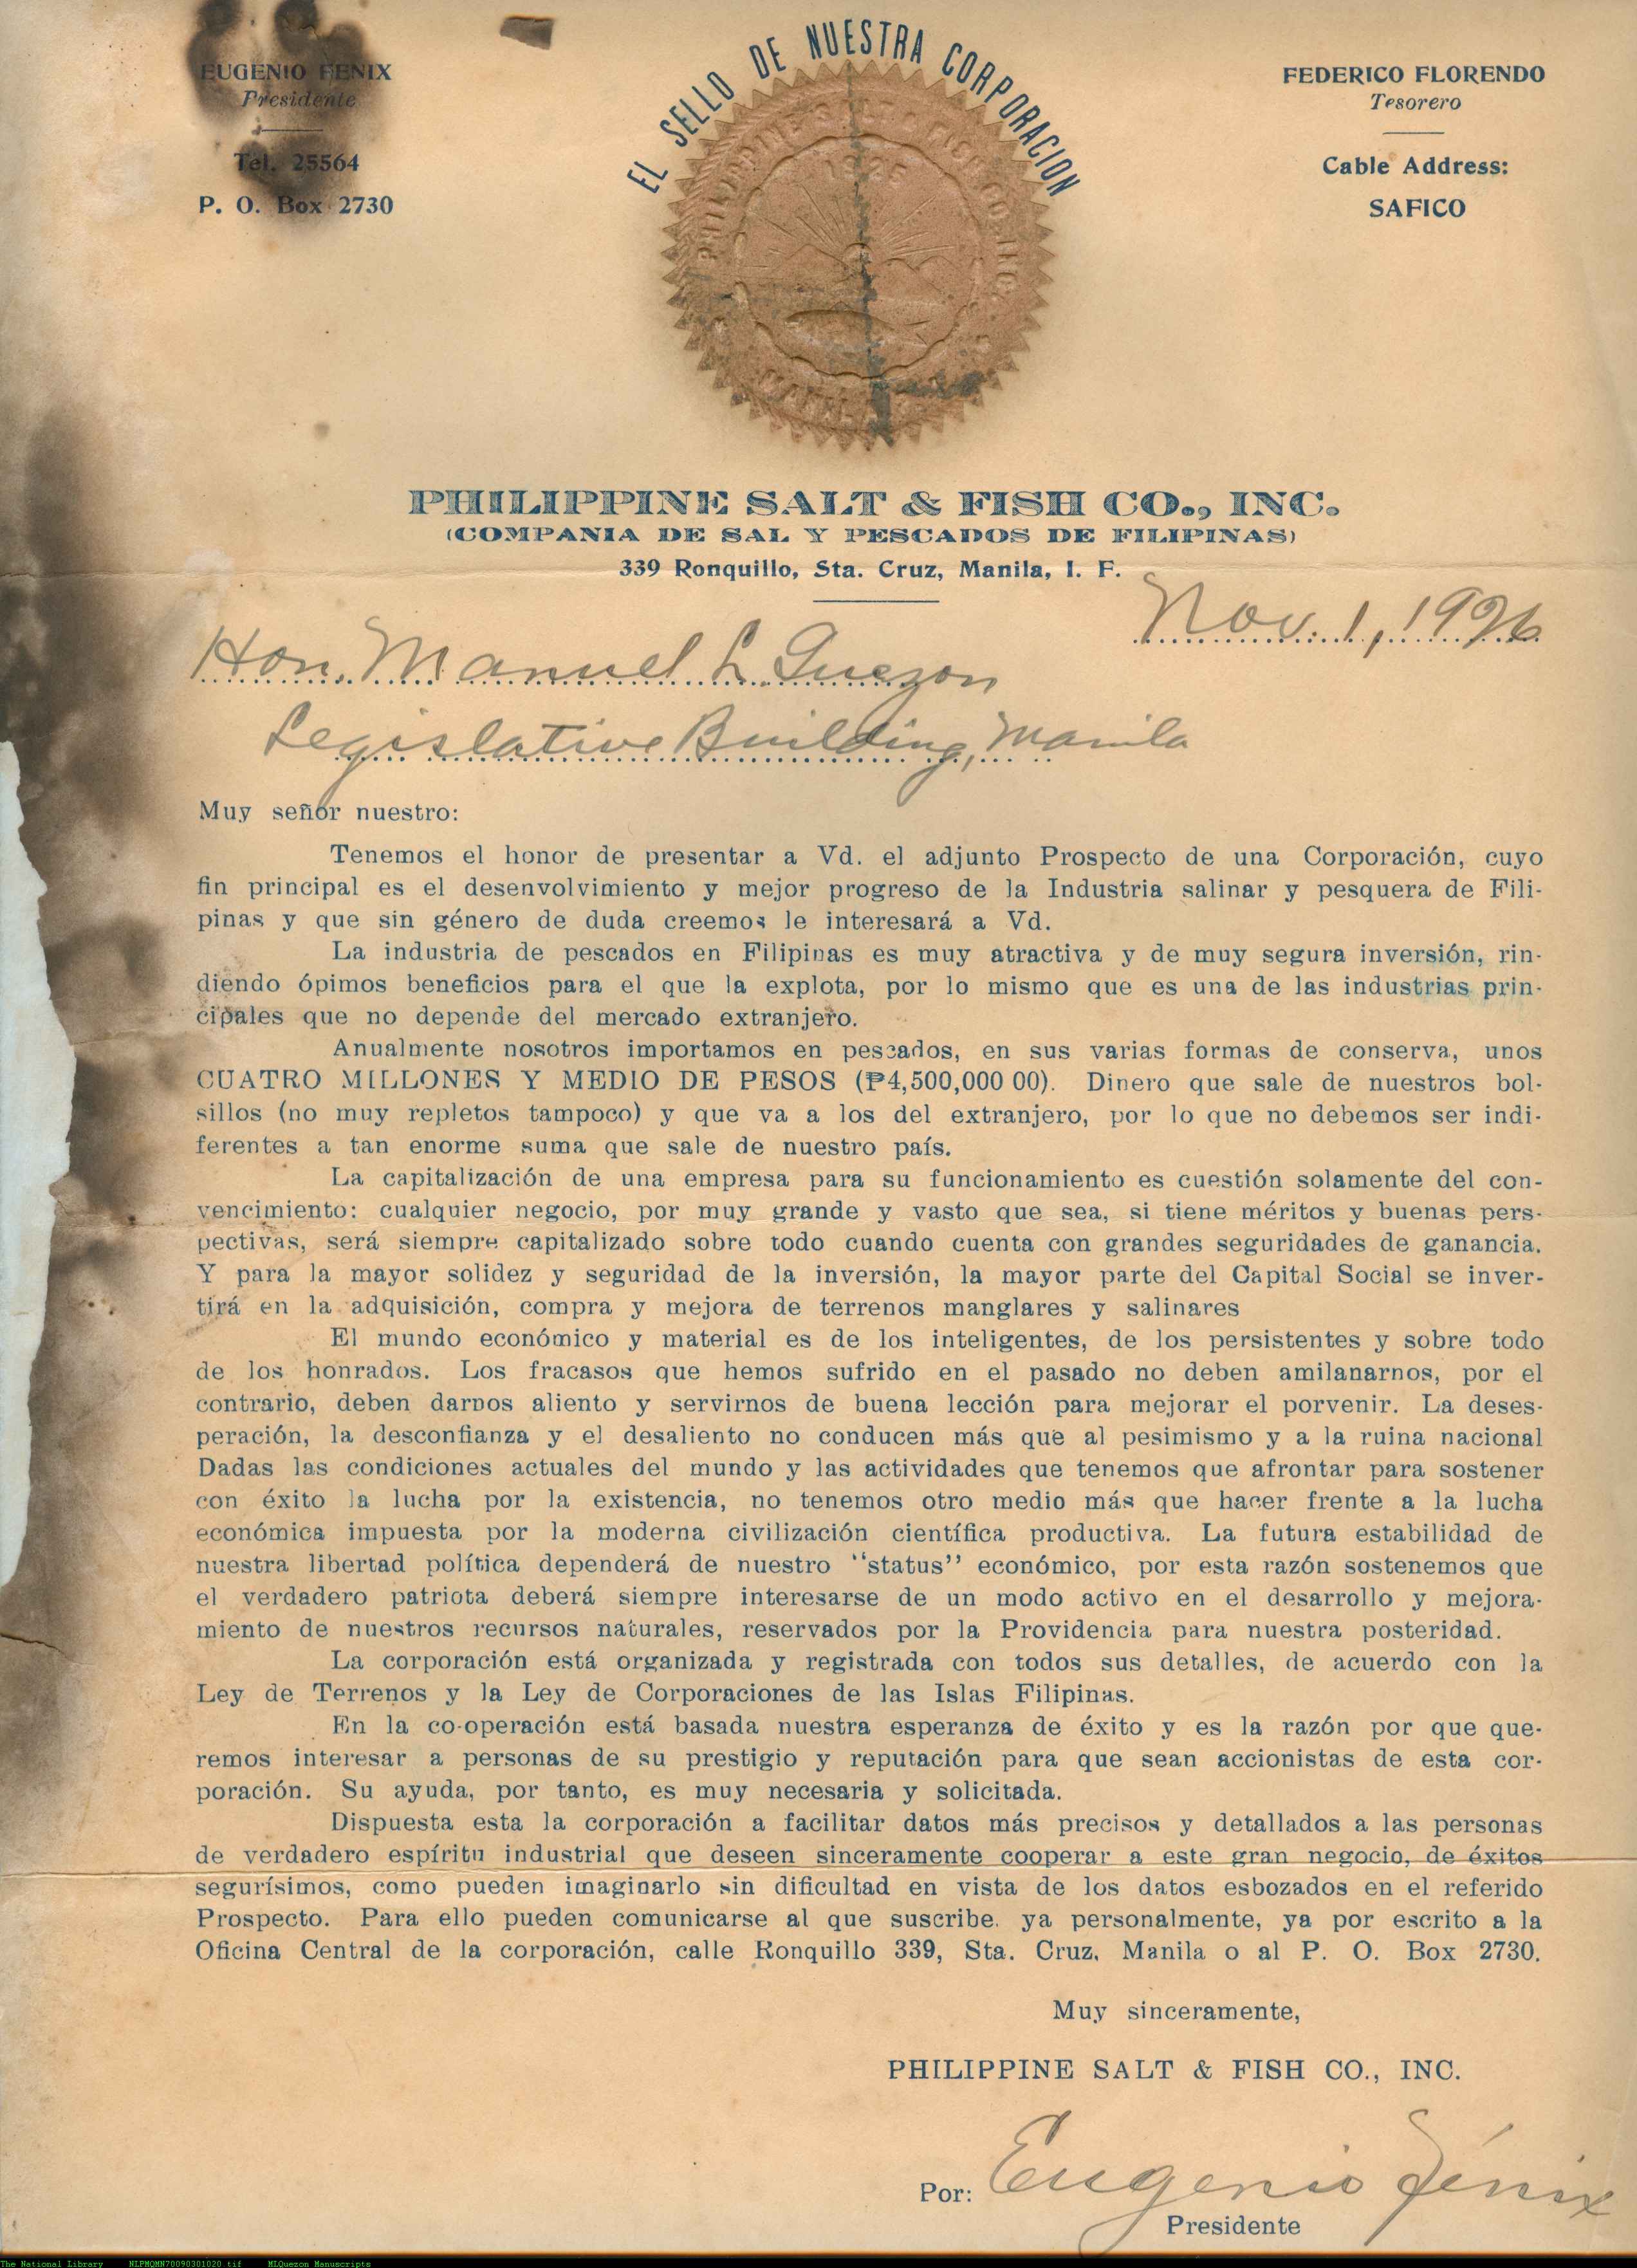 EUGENIO FENIX
Presidente
Tel. 25564
P. O. Box 2730
EL SELLO DE NUESTRA CORPORACION
FEDERICO FLORENDO
Tesorero
Cable Address:
SAFICO
PHILIPPINE SALT & FISH CO., INC.
(COMPANIA DE SAL Y PESCADOS DE FILIPINAS)
339 Ronquillo, Sta. Cruz, Manila, I. F.
Nov. 1, 1926
Hon. Manuel L. Quezon
Legislative Building, Manila
Muy señor nuestro:
Tenemos el honor de presentar a Vd. el adjunto Prospecto de una Corporación, cuyo
fin principal es el desenvolvimiento y mejor progreso de la Industria salinar y pesquera de Fili-
pinas y que sin género de duda creemos le interesará a Vd.
La industria de pescados en Filipinas es muy atractiva y de muy segura inversión, rin-
diendo ópimos beneficios para el que la explota, por lo mismo que es una de las industrias prin-
cipales que no depende del mercado extranjero.
Anualmente nosotros importamos en pescados, en sus varias formas de conserva, unos
CUATRO MILLONES Y MEDIO DE PESOS (₱4,500,000 00). Dinero que sale de nuestros bol-
sillos (no muy repletos tampoco) y que va a los del extranjero, por lo que no debemos ser indi-
ferentes a tan enorme suma que sale de nuestro país.
La capitalización de una empresa para su funcionamiento es cuestión solamente del con-
vencimiento: cualquier negocio, por muy grande y vasto que sea, si tiene méritos y buenas pers-
pectivas, será siempre capitalizado sobre todo cuando cuenta con grandes seguridades de ganancia.
Y para la mayor solidez y seguridad de la inversión, la mayor parte del Capital Social se inver-
tirá en la adquisición, compra y mejora de terrenos manglares y salinares
El mundo económico y material es de los inteligentes, de los persistentes y sobre todo
de los honrados. Los fracasos que hemos sufrido en el pasado no deben amilanarnos, por el
contrario, deben darnos aliento y servirnos de buena lección para mejorar el porvenir. La deses-
peración, la desconfianza y el desaliento no conducen más que al pesimismo y a la ruina nacional
Dadas las condiciones actuales del mundo y las actividades que tenemos que afrontar para sostener
con éxito la lucha por la existencia, no tenemos otro medio más que hacer frente a la lucha
económica impuesta por la moderna civilización científica productiva. La futura estabilidad de
nuestra libertad política dependerá de nuestro "status" económico, por esta razón sostenemos que
el verdadero patriota deberá siempre interesarse de un modo activo en el desarrollo y mejora-
miento de nuestros recursos naturales, reservados por la Providencia para nuestra posteridad.
La corporación está organizada y registrada con todos sus detalles, de acuerdo con la
Ley de Terrenos y la Ley de Corporaciones de las Islas Filipinas.
En la co-operación está basada nuestra esperanza de éxito y es la razón por que que-
remos interesar a personas de su prestigio y reputación para que sean accionistas de esta cor-
poración. Su ayuda, por tanto, es muy necesaria y solicitada.
Dispuesta esta la corporación a facilitar datos más precisos y detallados a las personas
de verdadero espíritu industrial que deseen sinceramente cooperar a este gran negocio, de éxitos
segurísimos, como pueden imaginarlo sin dificultad en vista de los datos esbozados en el referido
Prospecto. Para ello pueden comunicarse al que suscribe. ya personalmente, ya por escrito a la
Oficina Central de la corporación, calle Ronquillo 339, Sta. Cruz, Manila o al P. O. Box 2730.
Muy sinceramente,
PHILIPPINE SALT & FISH CO., INC.
Por: Eugenio Fénix
Presidente
The National Library NLPMQMN70090301020.tif MLQuezon Manuscripts